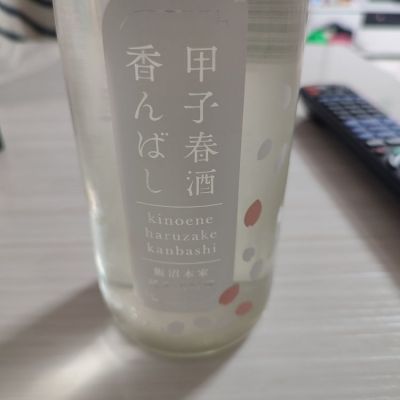 甲子春酒
香んばし
kinoene
haruzake
kanbashi
飯沼本家